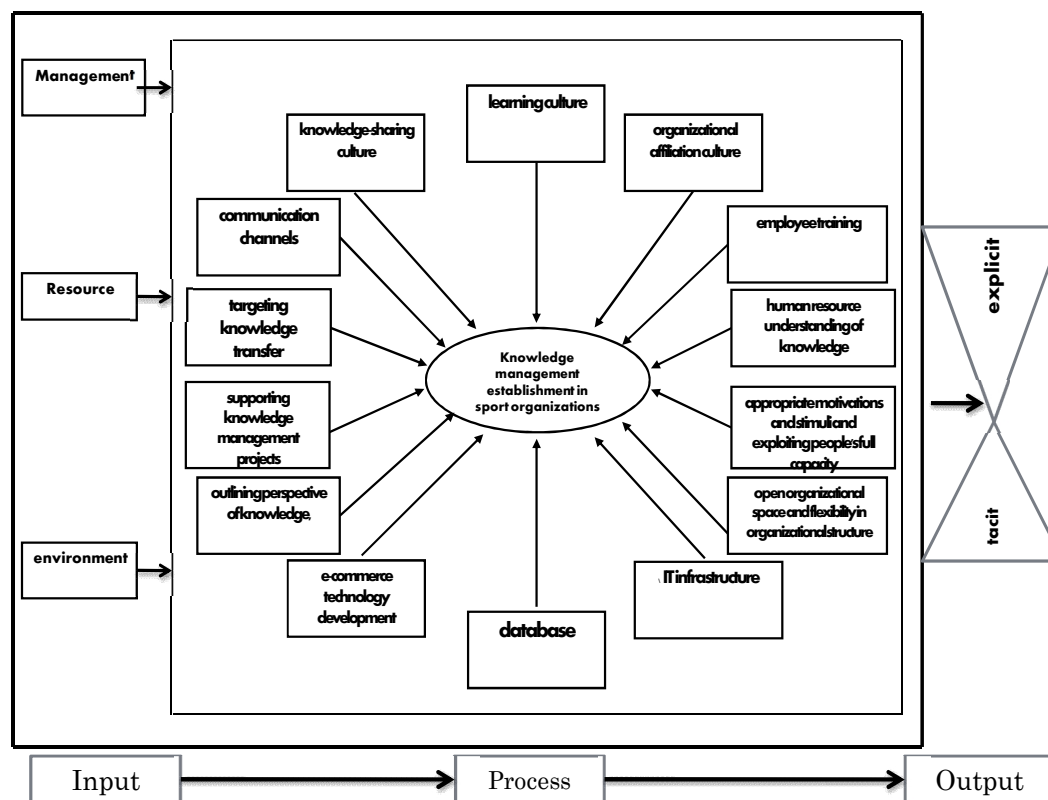 Management
Resource
environment
learning culture
knowledge-sharing
culture
organizational
affiliation culture
communication
channels
employee training
targeting
knowledge
transfer
human resource
understanding of
knowledge
Knowledge
management
establishment in
sport organizations
supporting
knowledge
management
projects
appropriate motivations
and stimuli and
exploiting people's full
capacity
outlining perspective
of knowledge,
open organizational
space and flexibility in
organizational structure
e-commerce
technology
development
IT infrastructure
database
explicit
tacit
Input
Process
Output